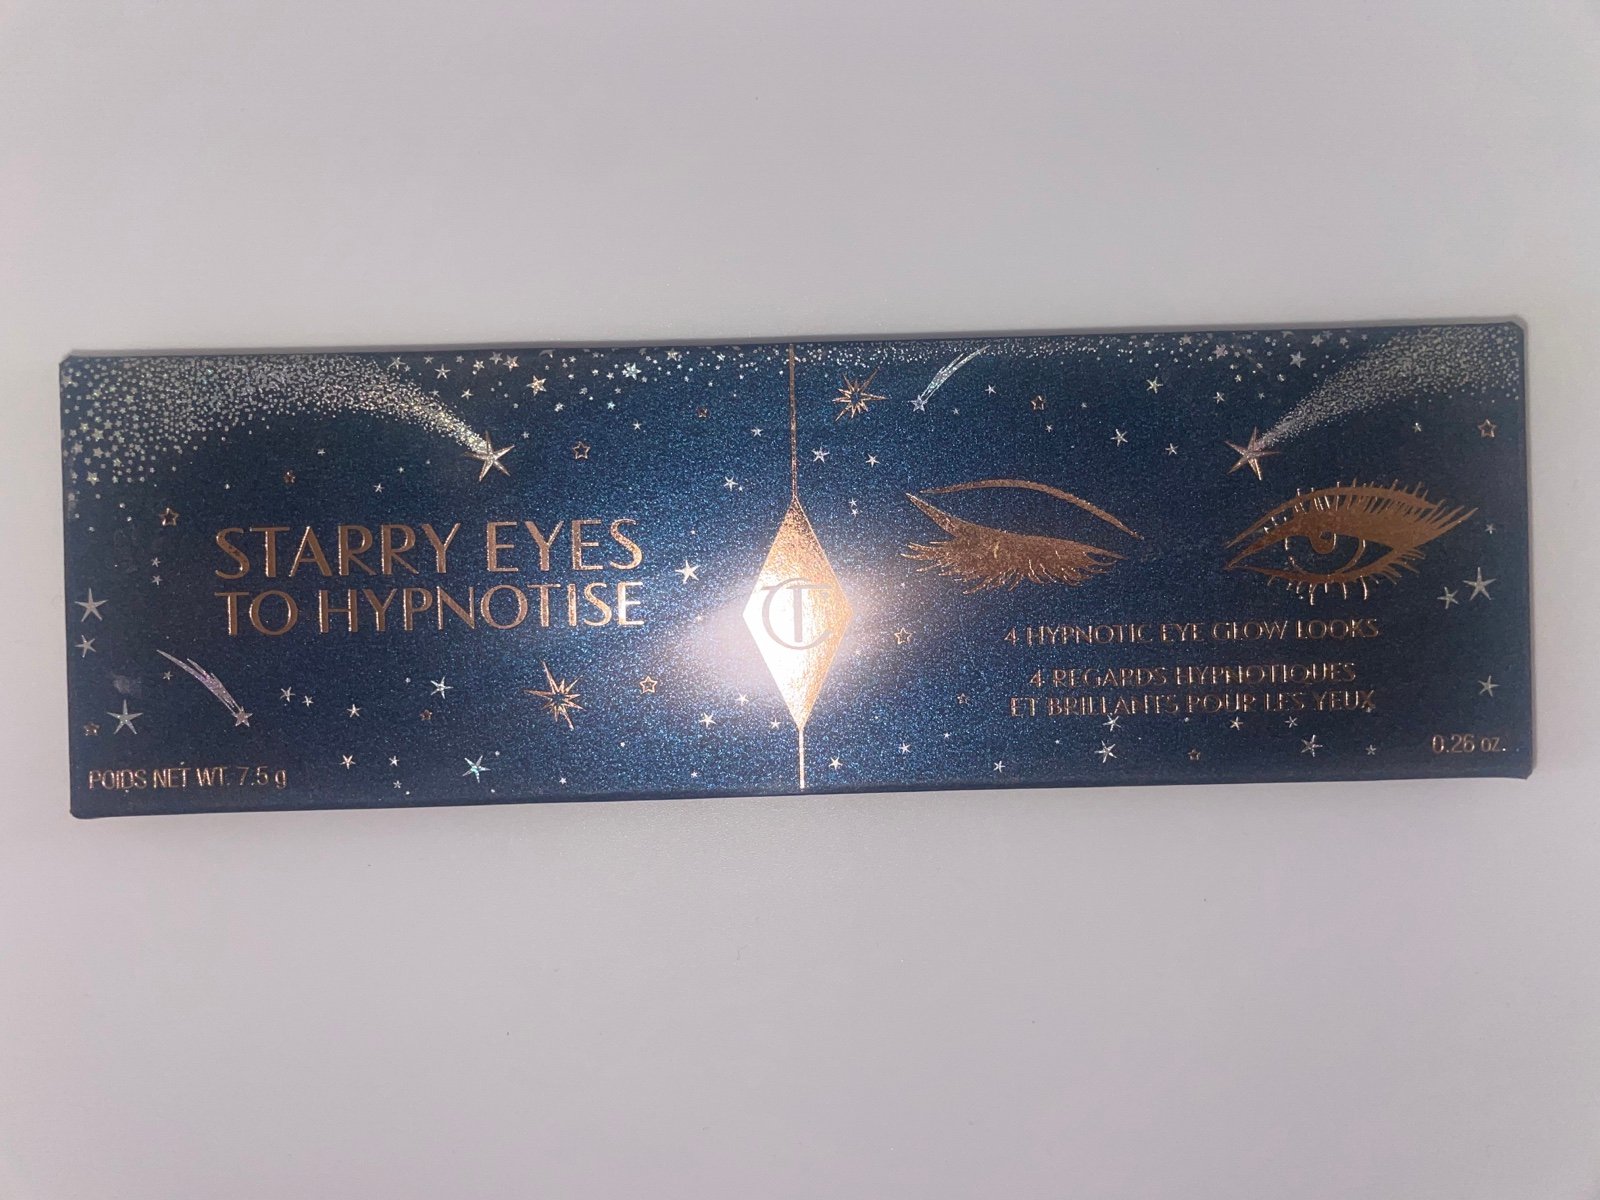 STARRY EYES
TO HYPNOTISE
CT
4 HYPNOTIC EYE GLOW LOOKS
4 REGARDS HYPNOTIQUES
ET BRILLANTS POUR LES YEUX
POIDS NET WT. 7.5 g
0.26 oz.